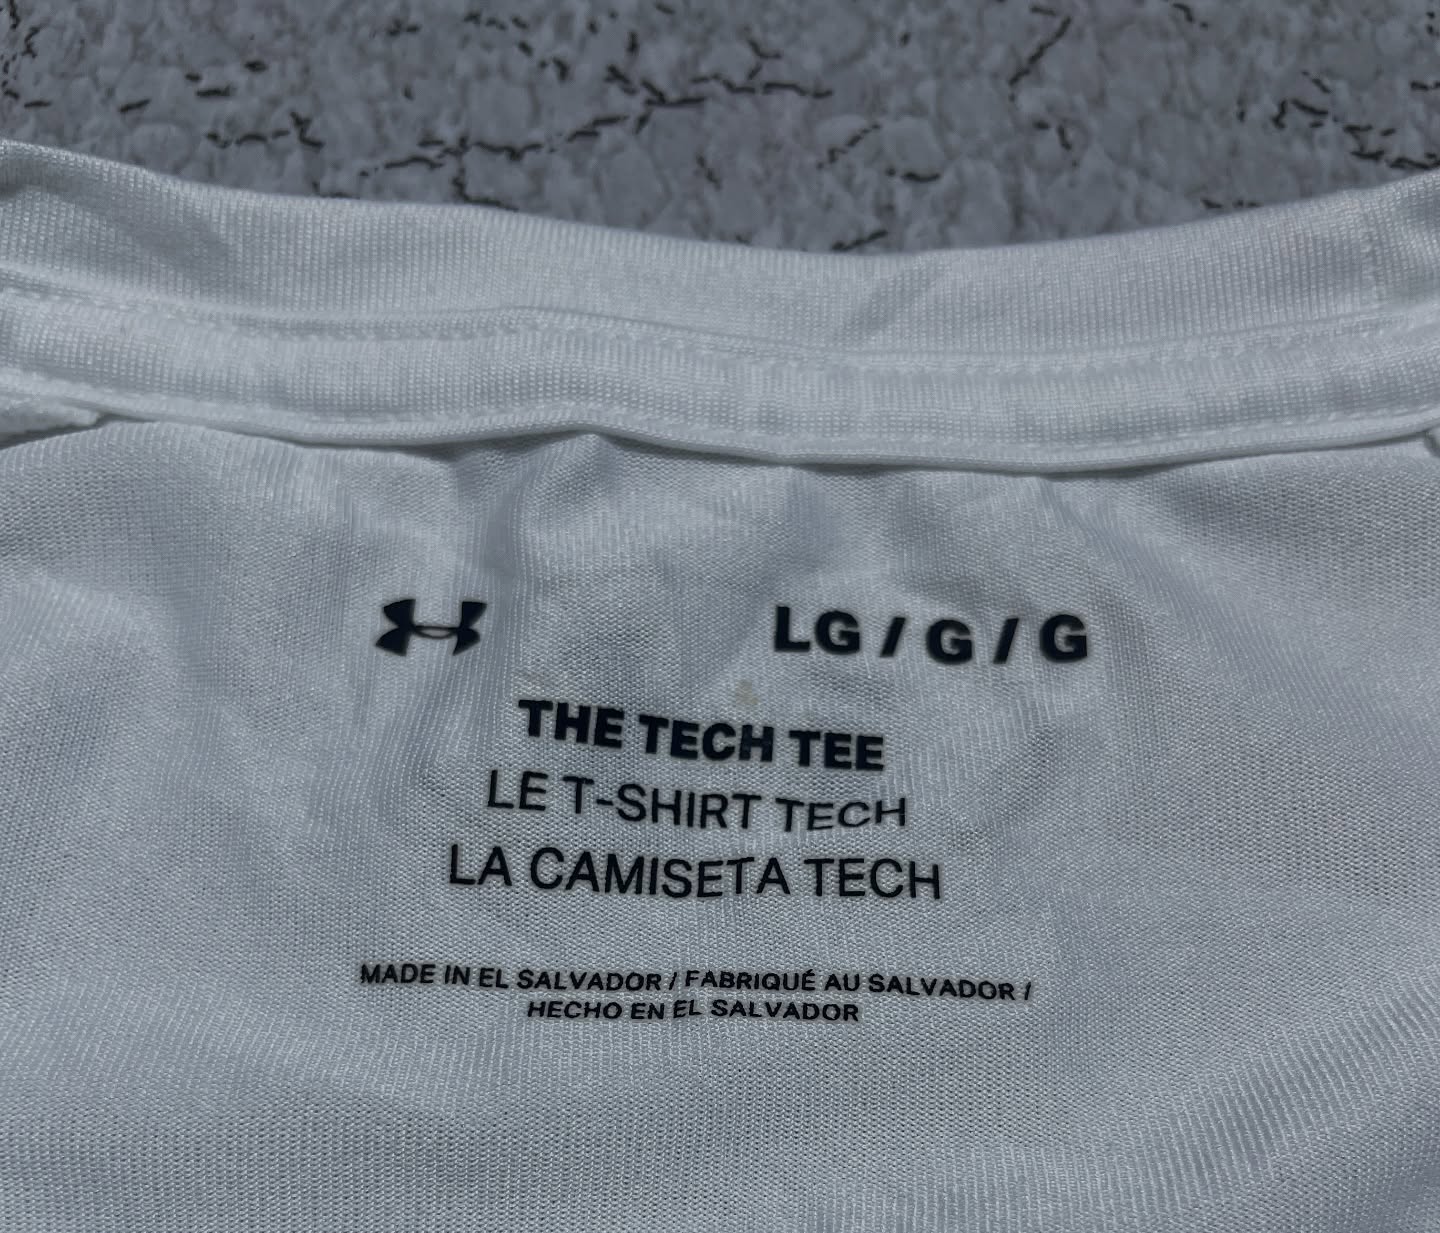 LG / G / G
THE TECH TEE
LE T-SHIRT TECH
LA CAMISETA TECH
MADE IN EL SALVADOR / FABRIQUÉ AU SALVADOR /
HECHO EN EL SALVADOR